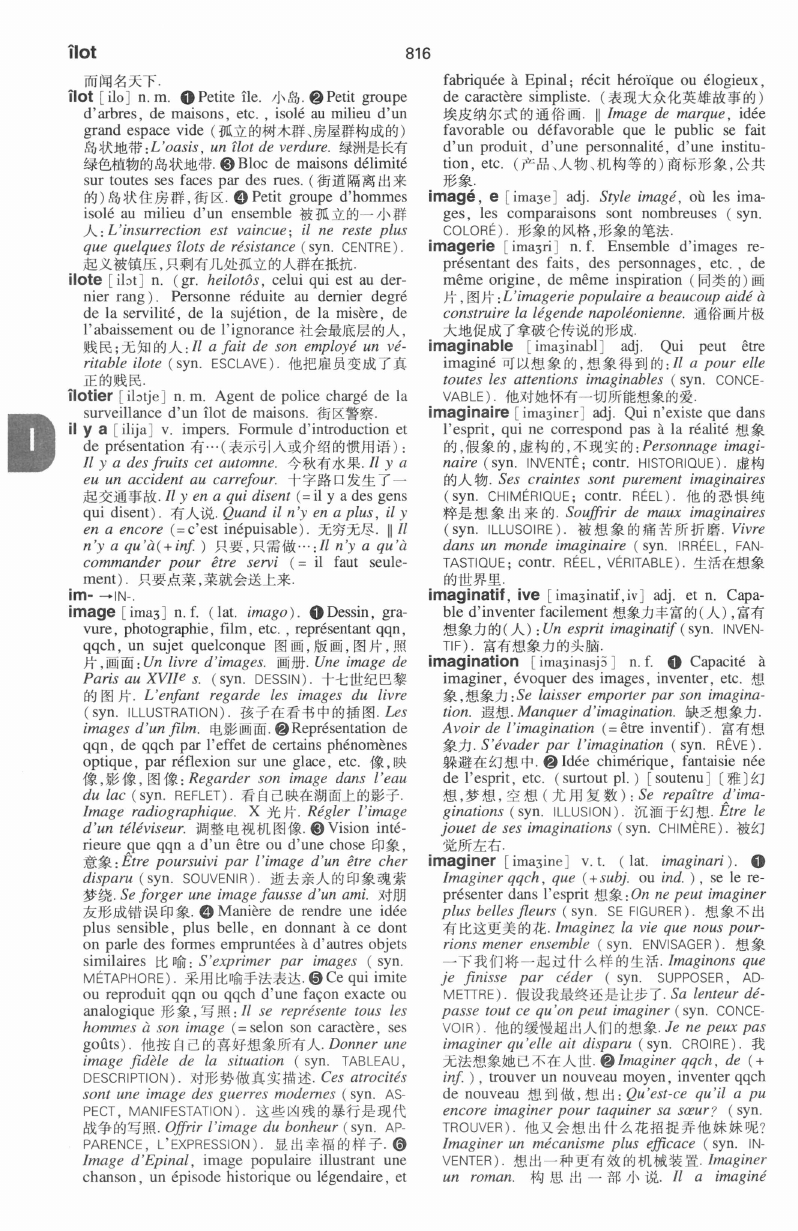 îlot
816
而闻名天下.
îlot [ilo] n. m. ❶ Petite île. 小岛. ❷ Petit groupe
d'arbres, de maisons, etc., isolé au milieu d'un
grand espace vide (孤立的树木群、房屋群构成的)
岛状地带: L'oasis, un îlot de verdure. 绿洲是长有
绿色植物的岛状地带. ❸ Bloc de maisons délimité
sur toutes ses faces par des rues. (街道隔离出来
的) 岛状住房群, 街区. ❹ Petit groupe d'hommes
isolé au milieu d'un ensemble 被孤立的一小群
人: L'insurrection est vaincue; il ne reste plus
que quelques îlots de résistance (syn. CENTRE).
起义被镇压, 只剩有几处孤立的人群在抵抗.
ilote [ilɔt] n. (gr. heilotôs, celui qui est au der-
nier rang). Personne réduite au dernier degré
de la servilité, de la sujétion, de la misère, de
l'abaissement ou de l'ignorance 社会最底层的人,
贱民; 无知的人: Il a fait de son employé un vé-
ritable ilote (syn. ESCLAVE). 他把雇员变成了真
正的贱民.
îlotier [ilɔtje] n. m. Agent de police chargé de la
surveillance d'un îlot de maisons. 街区警察.
I
il y a [ilija] v. impers. Formule d'introduction et
de présentation 有…(表示引入或介绍的惯用语):
Il y a des fruits cet automne. 今秋有水果. Il y a
eu un accident au carrefour. 十字路口发生了一
起交通事故. Il y en a qui disent (= il y a des gens
qui disent). 有人说. Quand il n'y en a plus, il y
en a encore (= c'est inépuisable). 无穷无尽. ‖ Il
n'y a qu'à (+ inf.) 只要, 只需做…: Il n'y a qu'à
commander pour être servi (= il faut seule-
ment). 只要点菜, 菜就会送上来.
im- →IN-.
image [imaʒ] n. f. (lat. imago). ❶ Dessin, gra-
vure, photographie, film, etc., représentant qqn,
qqch, un sujet quelconque 图画, 版画, 图片, 照
片, 画面: Un livre d'images. 画册. Une image de
Paris au XVIIe s. (syn. DESSIN). 十七世纪巴黎
的图片. L'enfant regarde les images du livre
(syn. ILLUSTRATION). 孩子在看书中的插图. Les
images d'un film. 电影画面. ❷ Représentation de
qqn, de qqch par l'effet de certains phénomènes
optique, par réflexion sur une glace, etc. 像, 映
像, 影像, 图像: Regarder son image dans l'eau
du lac (syn. REFLET). 看自己映在湖面上的影子.
Image radiographique. X 光片. Régler l'image
d'un téléviseur. 调整电视机图像. ❸ Vision inté-
rieure que qqn a d'un être ou d'une chose 印象,
意象: Être poursuivi par l'image d'un être cher
disparu (syn. SOUVENIR). 逝去亲人的印象魂萦
梦绕. Se forger une image fausse d'un ami. 对朋
友形成错误印象. ❹ Manière de rendre une idée
plus sensible, plus belle, en donnant à ce dont
on parle des formes empruntées à d'autres objets
similaires 比喻: S'exprimer par images (syn.
MÉTAPHORE). 采用比喻手法表达. ❺ Ce qui imite
ou reproduit qqn ou qqch d'une façon exacte ou
analogique 形象, 写照: Il se représente tous les
hommes à son image (= selon son caractère, ses
goûts). 他按自己的喜好想象所有人. Donner une
image fidèle de la situation (syn. TABLEAU,
DESCRIPTION). 对形势做真实描述. Ces atrocités
sont une image des guerres modernes (syn. AS-
PECT, MANIFESTATION). 这些凶残的暴行是现代
战争的写照. Offrir l'image du bonheur (syn. AP-
PARENCE, L'EXPRESSION). 显出幸福的样子. ❻
Image d'Epinal, image populaire illustrant une
chanson, un épisode historique ou légendaire, et
fabriquée à Epinal; récit héroïque ou élogieux,
de caractère simpliste. (表现大众化英雄故事的)
埃皮纳尔式的通俗画. ‖ Image de marque, idée
favorable ou défavorable que le public se fait
d'un produit, d'une personnalité, d'une institu-
tion, etc. (产品、人物、机构等的) 商标形象, 公共
形象.
imagé, e [imaʒe] adj. Style imagé, où les ima-
ges, les comparaisons sont nombreuses (syn.
COLORÉ). 形象的风格, 形象的笔法.
imagerie [imaʒri] n. f. Ensemble d'images re-
présentant des faits, des personnages, etc., de
même origine, de même inspiration (同类的) 画
片, 图片: L'imagerie populaire a beaucoup aidé à
construire la légende napoléonienne. 通俗画片极
大地促成了拿破仑传说的形成.
imaginable [imaʒinabl] adj. Qui peut être
imaginé 可以想象的, 想象得到的: Il a pour elle
toutes les attentions imaginables (syn. CONCE-
VABLE). 他对她怀有一切所能想象的爱.
imaginaire [imaʒinɛr] adj. Qui n'existe que dans
l'esprit, qui ne correspond pas à la réalité 想象
的, 假象的, 虚构的, 不现实的: Personnage imagi-
naire (syn. INVENTÉ; contr. HISTORIQUE). 虚构
的人物. Ses craintes sont purement imaginaires
(syn. CHIMÉRIQUE; contr. RÉEL). 他的恐惧纯
粹是想象出来的. Souffrir de maux imaginaires
(syn. ILLUSOIRE). 被想象的痛苦所折磨. Vivre
dans un monde imaginaire (syn. IRRÉEL, FAN-
TASTIQUE; contr. RÉEL, VÉRITABLE). 生活在想象
的世界里.
imaginatif, ive [imaʒinatif, iv] adj. et n. Capa-
ble d'inventer facilement 想象力丰富的(人), 富有
想象力的(人): Un esprit imaginatif (syn. INVEN-
TIF). 富有想象力的头脑.
imagination [imaʒinasjɔ̃] n. f. ❶ Capacité à
imaginer, évoquer des images, inventer, etc. 想
象, 想象力: Se laisser emporter par son imagina-
tion. 遐想. Manquer d'imagination. 缺乏想象力.
Avoir de l'imagination (= être inventif). 富有想
象力. S'évader par l'imagination (syn. RÊVE).
躲避在幻想中. ❷ Idée chimérique, fantaisie née
de l'esprit, etc. (surtout pl.) [soutenu] [雅]幻
想, 梦想, 空想 (尤用复数): Se repaître d'ima-
ginations (syn. ILLUSION). 沉湎于幻想. Être le
jouet de ses imaginations (syn. CHIMÈRE). 被幻
觉所左右.
imaginer [imaʒine] v. t. (lat. imaginari). ❶
Imaginer qqch, que (+ subj. ou ind.), se le re-
présenter dans l'esprit 想象: On ne peut imaginer
plus belles fleurs (syn. SE FIGURER). 想象不出
有比这更美的花. Imaginez la vie que nous pour-
rions mener ensemble (syn. ENVISAGER). 想象
一下我们将一起过什么样的生活. Imaginons que
je finisse par céder (syn. SUPPOSER, AD-
METTRE). 假设我最终还是让步了. Sa lenteur dé-
passe tout ce qu'on peut imaginer (syn. CONCE-
VOIR). 他的缓慢超出人们的想象. Je ne peux pas
imaginer qu'elle ait disparu (syn. CROIRE). 我
无法想象她已不在人世. ❷ Imaginer qqch, de (+
inf.), trouver un nouveau moyen, inventer qqch
de nouveau 想到做, 想出: Qu'est-ce qu'il a pu
encore imaginer pour taquiner sa sœur? (syn.
TROUVER). 他又会想出什么花招捉弄他妹妹呢?
Imaginer un mécanisme plus efficace (syn. IN-
VENTER). 想出一种更有效的机械装置. Imaginer
un roman. 构思出一部小说. Il a imaginé